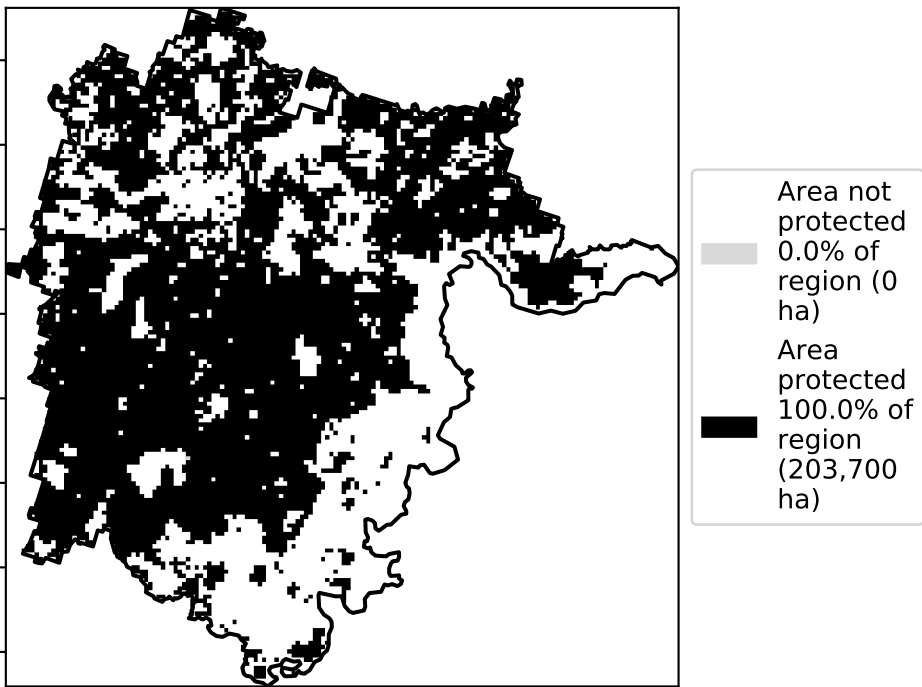 Area not
protected
0.0% of
region (0
ha)
Area
protected
100.0% of
region
(203,700
ha)